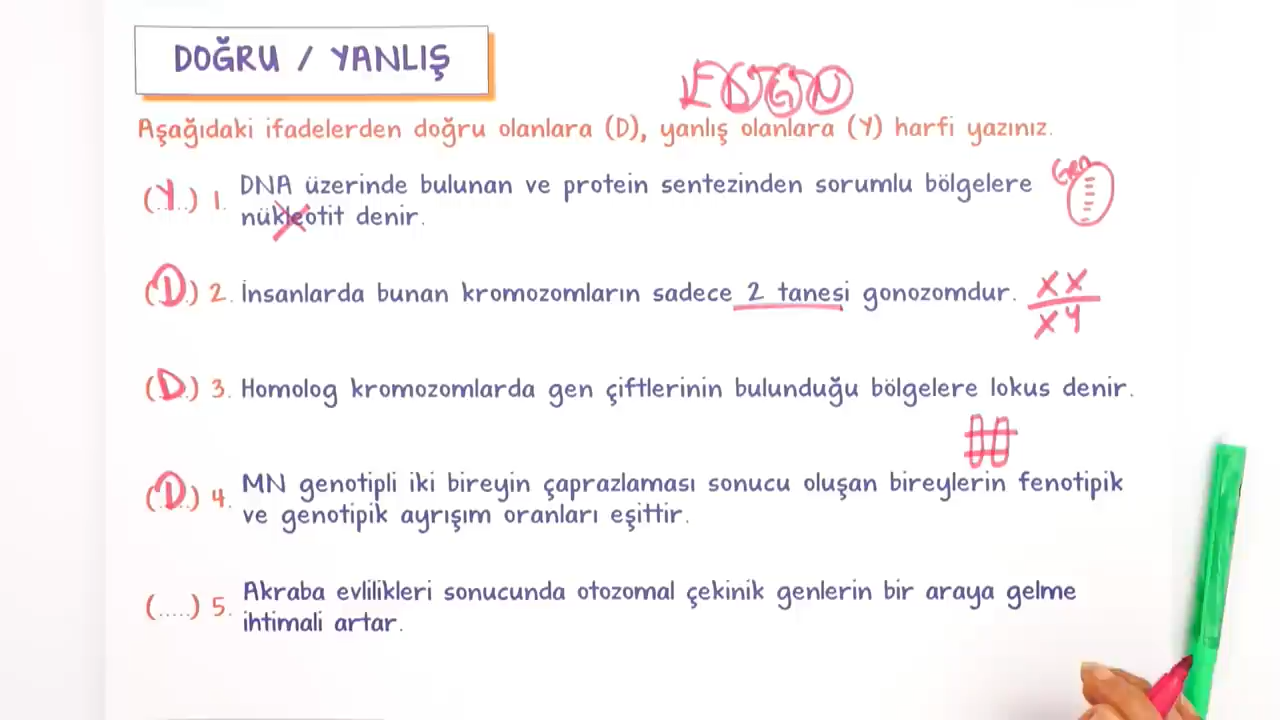 DOĞRU / YANLIŞ
Aşağıdaki ifadelerden doğru olanlara (D), yanlış olanlara (Y) harfi yazınız.
(Y) 1. DNA üzerinde bulunan ve protein sentezinden sorumlu bölgelere
nükleotit denir.
Gen
(D) 2. İnsanlarda bunan kromozomların sadece 2 tanesi gonozomdur.
XX
XY
(D) 3. Homolog kromozomlarda gen çiftlerinin bulunduğu bölgelere lokus denir.
(D) 4. MN genotipli iki bireyin çaprazlaması sonucu oluşan bireylerin fenotipik
ve genotipik ayrışım oranları eşittir.
(.....) 5. Akraba evlilikleri sonucunda otozomal çekinik genlerin bir araya gelme
ihtimali artar.